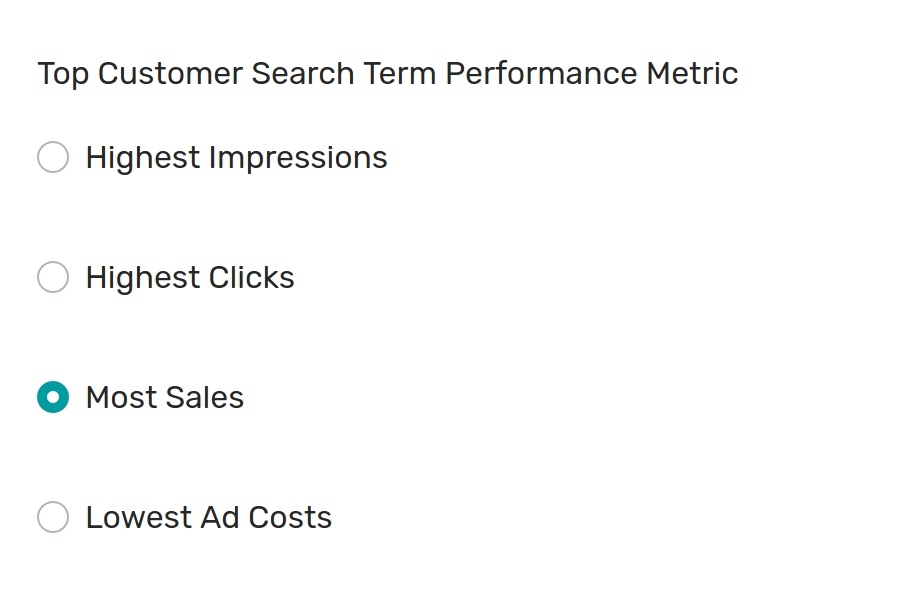 Top Customer Search Term Performance Metric
Highest Impressions
Highest Clicks
Most Sales
Lowest Ad Costs